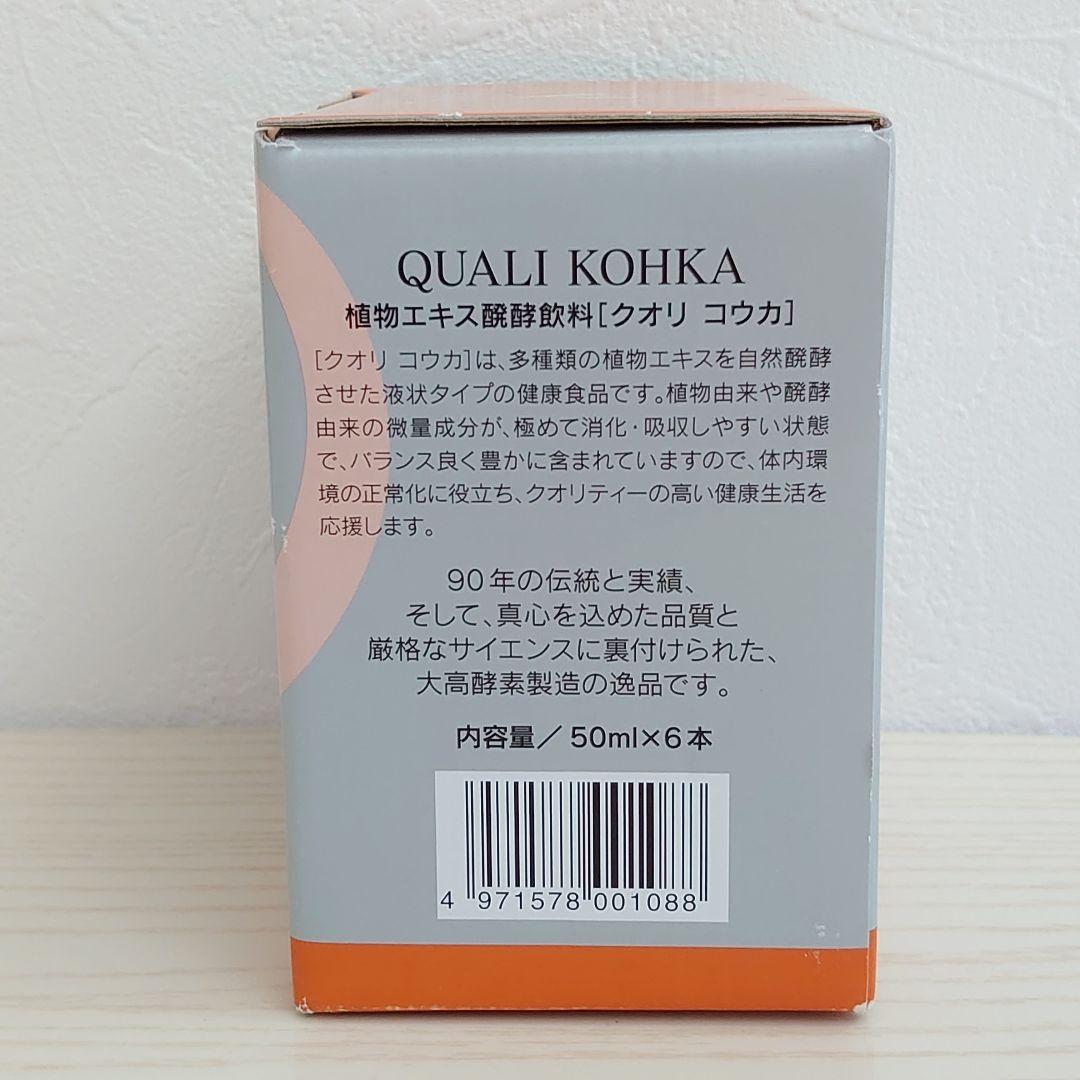 QUALI KOHKA
植物エキス醗酵飲料[クオリ コウカ]
[クオリ コウカ]は、多種類の植物エキスを自然醗酵
させた液状タイプの健康食品です。植物由来や醗酵
由来の微量成分が、極めて消化・吸収しやすい状態
で、バランス良く豊かに含まれていますので、体内環
境の正常化に役立ち、クオリティーの高い健康生活を
応援します。
90年の伝統と実績、
そして、真心を込めた品質と
厳格なサイエンスに裏付けられた、
大高酵素製造の逸品です。
内容量／50ml×6本
4 971578 001088